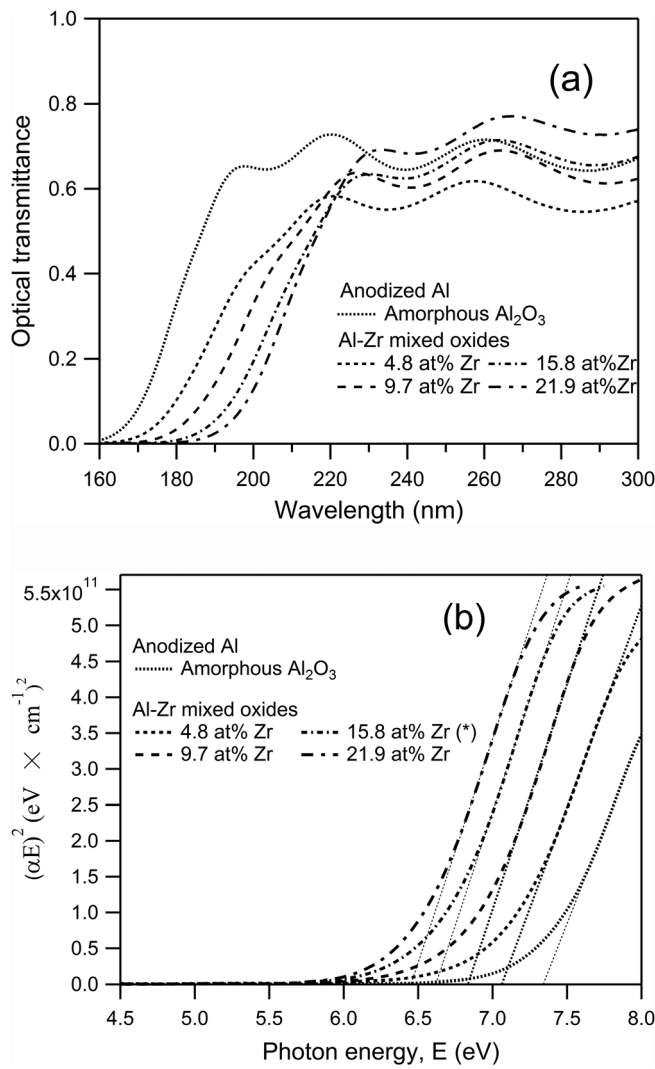 1.0
(a)
0.8
0.6
Optical transmittance
Anodized Al
Amorphous Al₂O₃
0.4
Al-Zr mixed oxides
4.8 at% Zr 15.8 at%Zr
0.2
9.7 at% Zr 21.9 at%Zr
0.0
160 180 200 220 240 260 280 300
Wavelength (nm)
5.5x10¹¹
(b)
5.0
Anodized Al
Amorphous Al₂O₃
4.5
4.0
Al-Zr mixed oxides
4.8 at% Zr 15.8 at% Zr (*)
3.5
9.7 at% Zr 21.9 at% Zr
3.0
(αE)² (eV × cm⁻¹)²
2.5
2.0
1.5
1.0
0.5
0.0
4.5 5.0 5.5 6.0 6.5 7.0 7.5 8.0
Photon energy, E (eV)